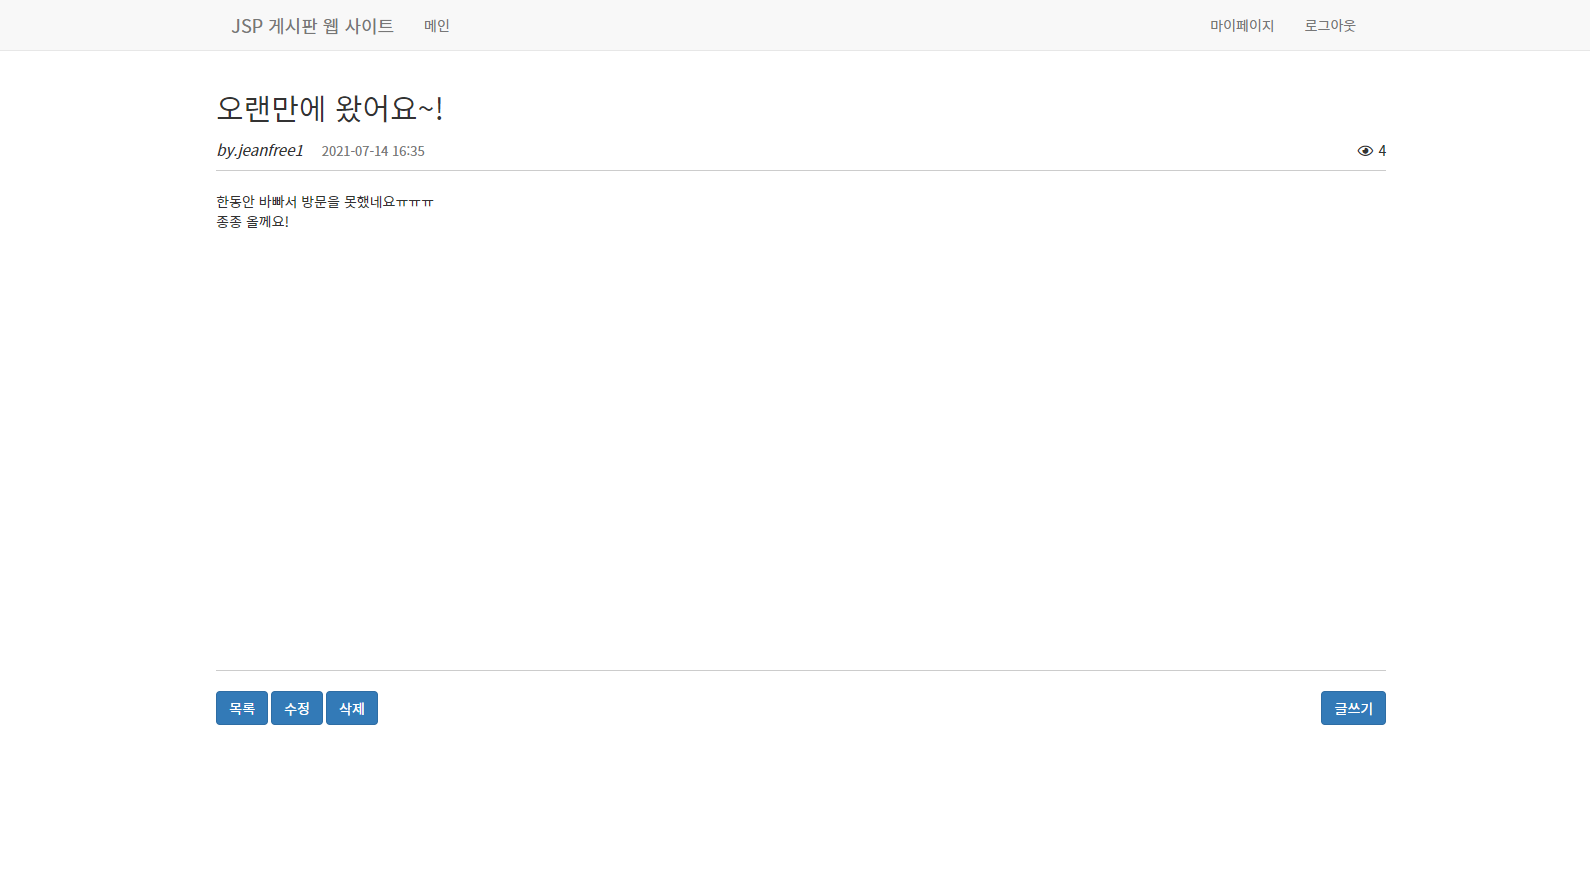 JSP 게시판 웹 사이트 메인 마이페이지 로그아웃
오랜만에 왔어요~!
by.jeanfree1 2021-07-14 16:35 4
한동안 바빠서 방문을 못했네요ㅠㅠㅠ
종종 올께요!
목록 수정 삭제 글쓰기